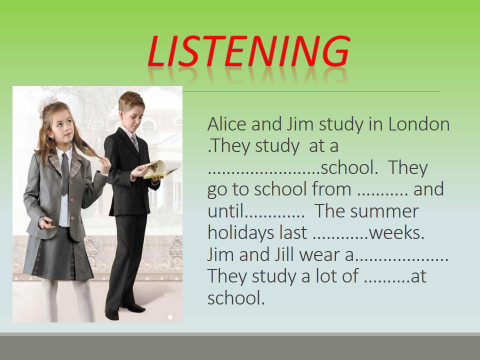 LISTENING
Alice and Jim study in London
.They study at a
........................school. They
go to school from ........... and
until............. The summer
holidays last ............weeks.
Jim and Jill wear a....................
They study a lot of ..........at
school.